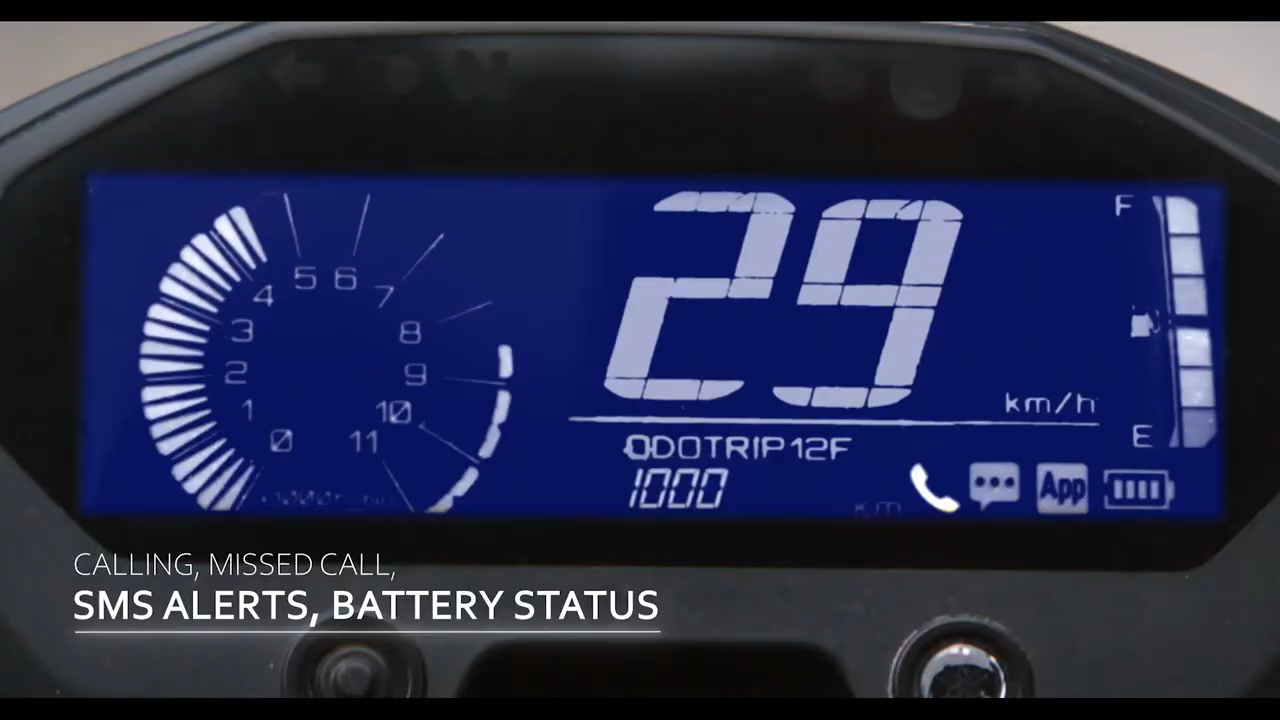 5 6
4 7
3 8
2 9
1 10
0 11
29
km/h
F
E
ODOTRIP12F
1000
km
App
CALLING, MISSED CALL,
SMS ALERTS, BATTERY STATUS